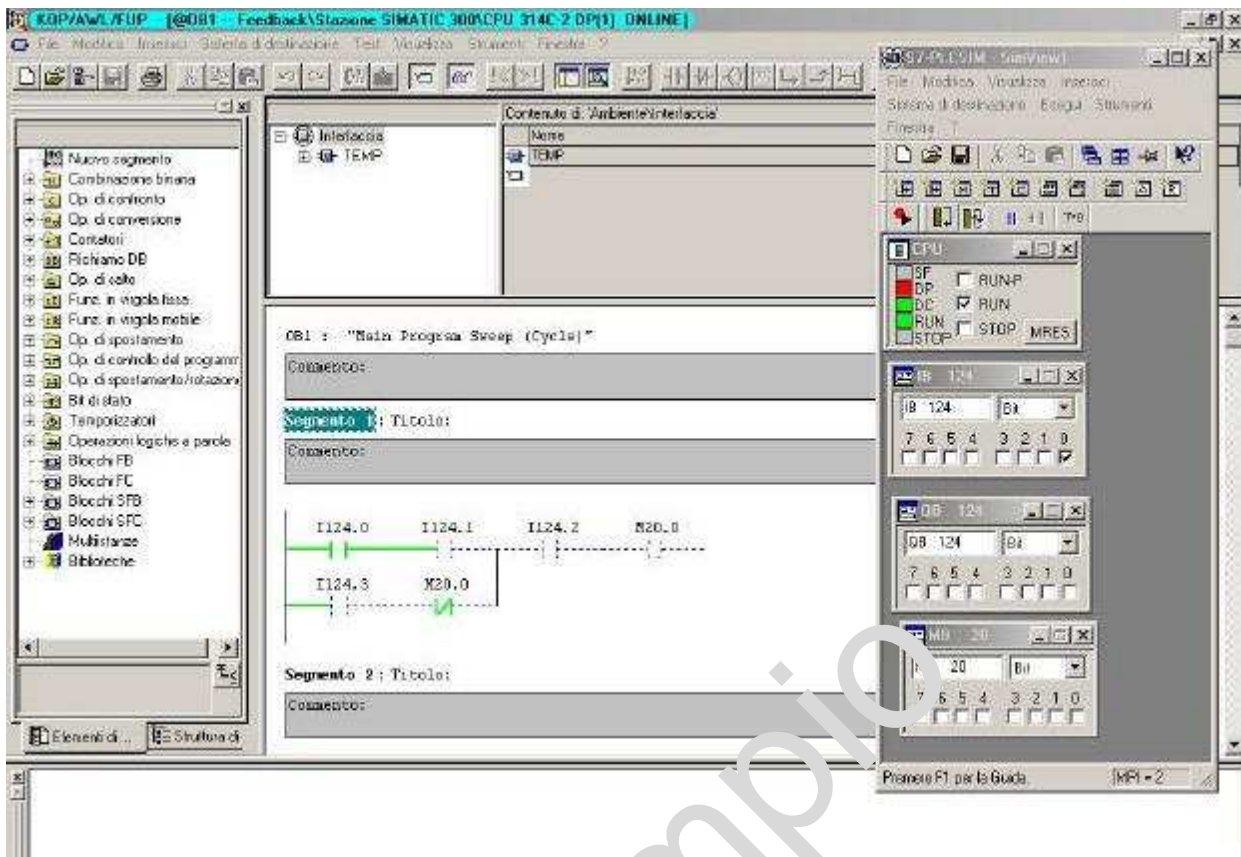 KOP/AWL/FUP - [@OB1 -- Feedback\Stazione SIMATIC 300\CPU 314C-2 DP(1) ONLINE]
File Modifica Inserisci Sistema di destinazione Test Visualizza Strumenti Finestra ?
Nuovo segmento
Combinazione binaria
Op. di confronto
Op. di conversione
Contatori
Richiamo DB
Op. di salto
Funz. in virgola fissa
Funz. in virgola mobile
Op. di spostamento
Op. di controllo del programm
Op. di spostamento/rotazione
Bit di stato
Temporizzatori
Operazioni logiche a parola
Blocchi FB
Blocchi FC
Blocchi SFB
Blocchi SFC
Multistanze
Biblioteche
Elementi di ...
Struttura di
Interfaccia
TEMP
Contenuto di: 'Ambiente\Interfaccia'
Nome
TEMP
OB1 : "Main Program Sweep (Cycle)"
Commento:
Segmento 1: Titolo:
Commento:
I124.0 I124.1 I124.2 M20.0
I124.3 M20.0
Segmento 2: Titolo:
Commento:
S7-PLCSIM - SimView1
File Modifica Visualizza Inserisci
Sistema di destinazione Esegui Strumenti
Finestra ?
T=0
CPU
SF
DP
DC
RUN
STOP
RUN-P
RUN
STOP
MRES
IB 124
IB 124 Bit
7 6 5 4 3 2 1 0
QB 124
QB 124 Bit
7 6 5 4 3 2 1 0
MB 20
20 Bit
7 6 5 4 3 2 1 0
Premere F1 per la Guida.
MPI = 2